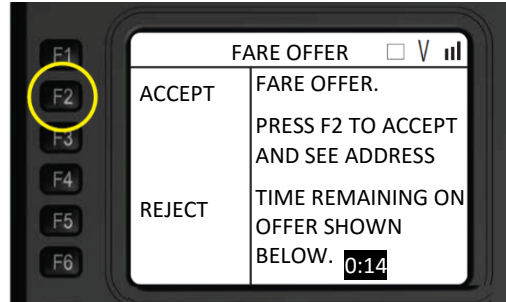 F1
F2
F3
F4
F5
F6
FARE OFFER V
ACCEPT
REJECT
FARE OFFER.
PRESS F2 TO ACCEPT
AND SEE ADDRESS
TIME REMAINING ON
OFFER SHOWN
BELOW. 0:14